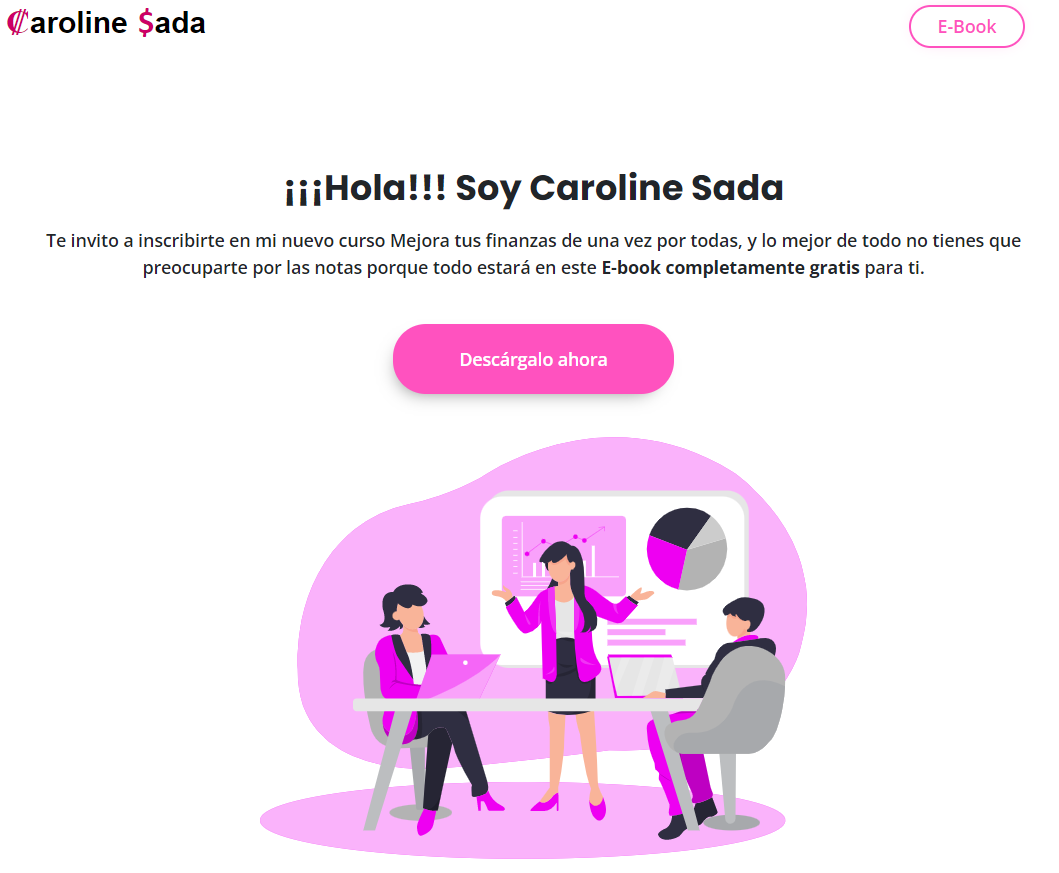 ₡aroline $ada
E-Book
¡¡¡Hola!!! Soy Caroline Sada
Te invito a inscribirte en mi nuevo curso Mejora tus finanzas de una vez por todas, y lo mejor de todo no tienes que
preocuparte por las notas porque todo estará en este E-book completamente gratis para ti.
Descárgalo ahora